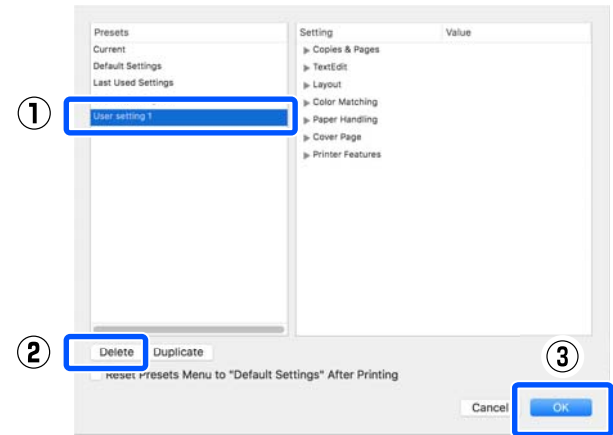 Presets
Setting Value
Current
Default Settings
Last Used Settings
User setting 1
Copies & Pages
TextEdit
Layout
Color Matching
Paper Handling
Cover Page
Printer Features
①
②
Delete Duplicate
③
Reset Presets Menu to "Default Settings" After Printing
Cancel OK